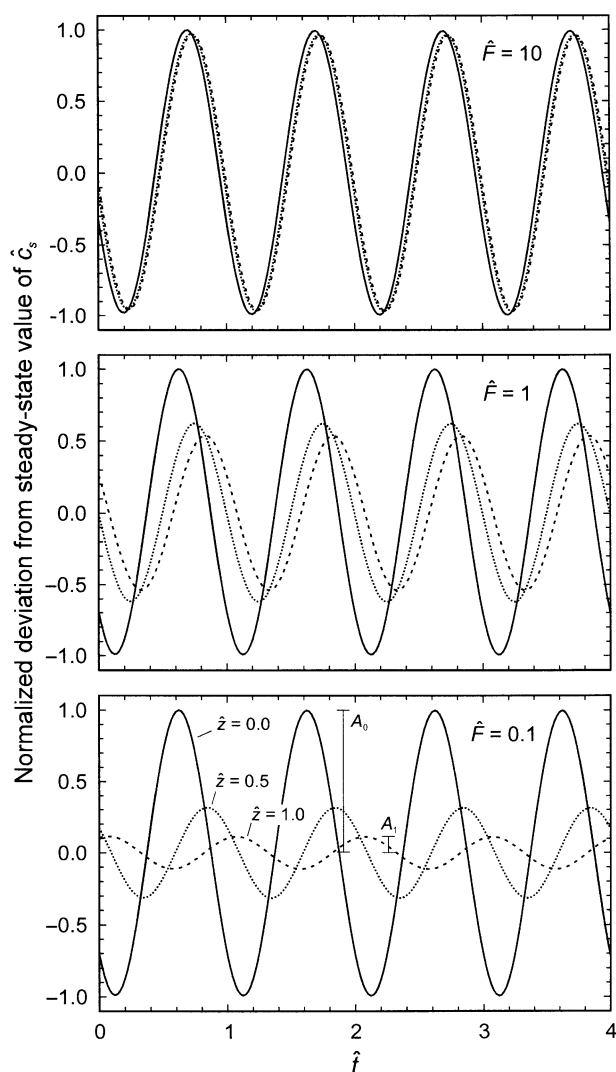 Normalized deviation from steady-state value of Ĉₛ
1.0
0.5
0.0
-0.5
-1.0
F̂ = 10
1.0
0.5
0.0
−0.5
−1.0
F̂ = 1
1.0
0.5
0.0
−0.5
−1.0
F̂ = 0.1
ẑ = 0.0
A₀
ẑ = 0.5
ẑ = 1.0
A₁
0 1 2 3 4
t̂